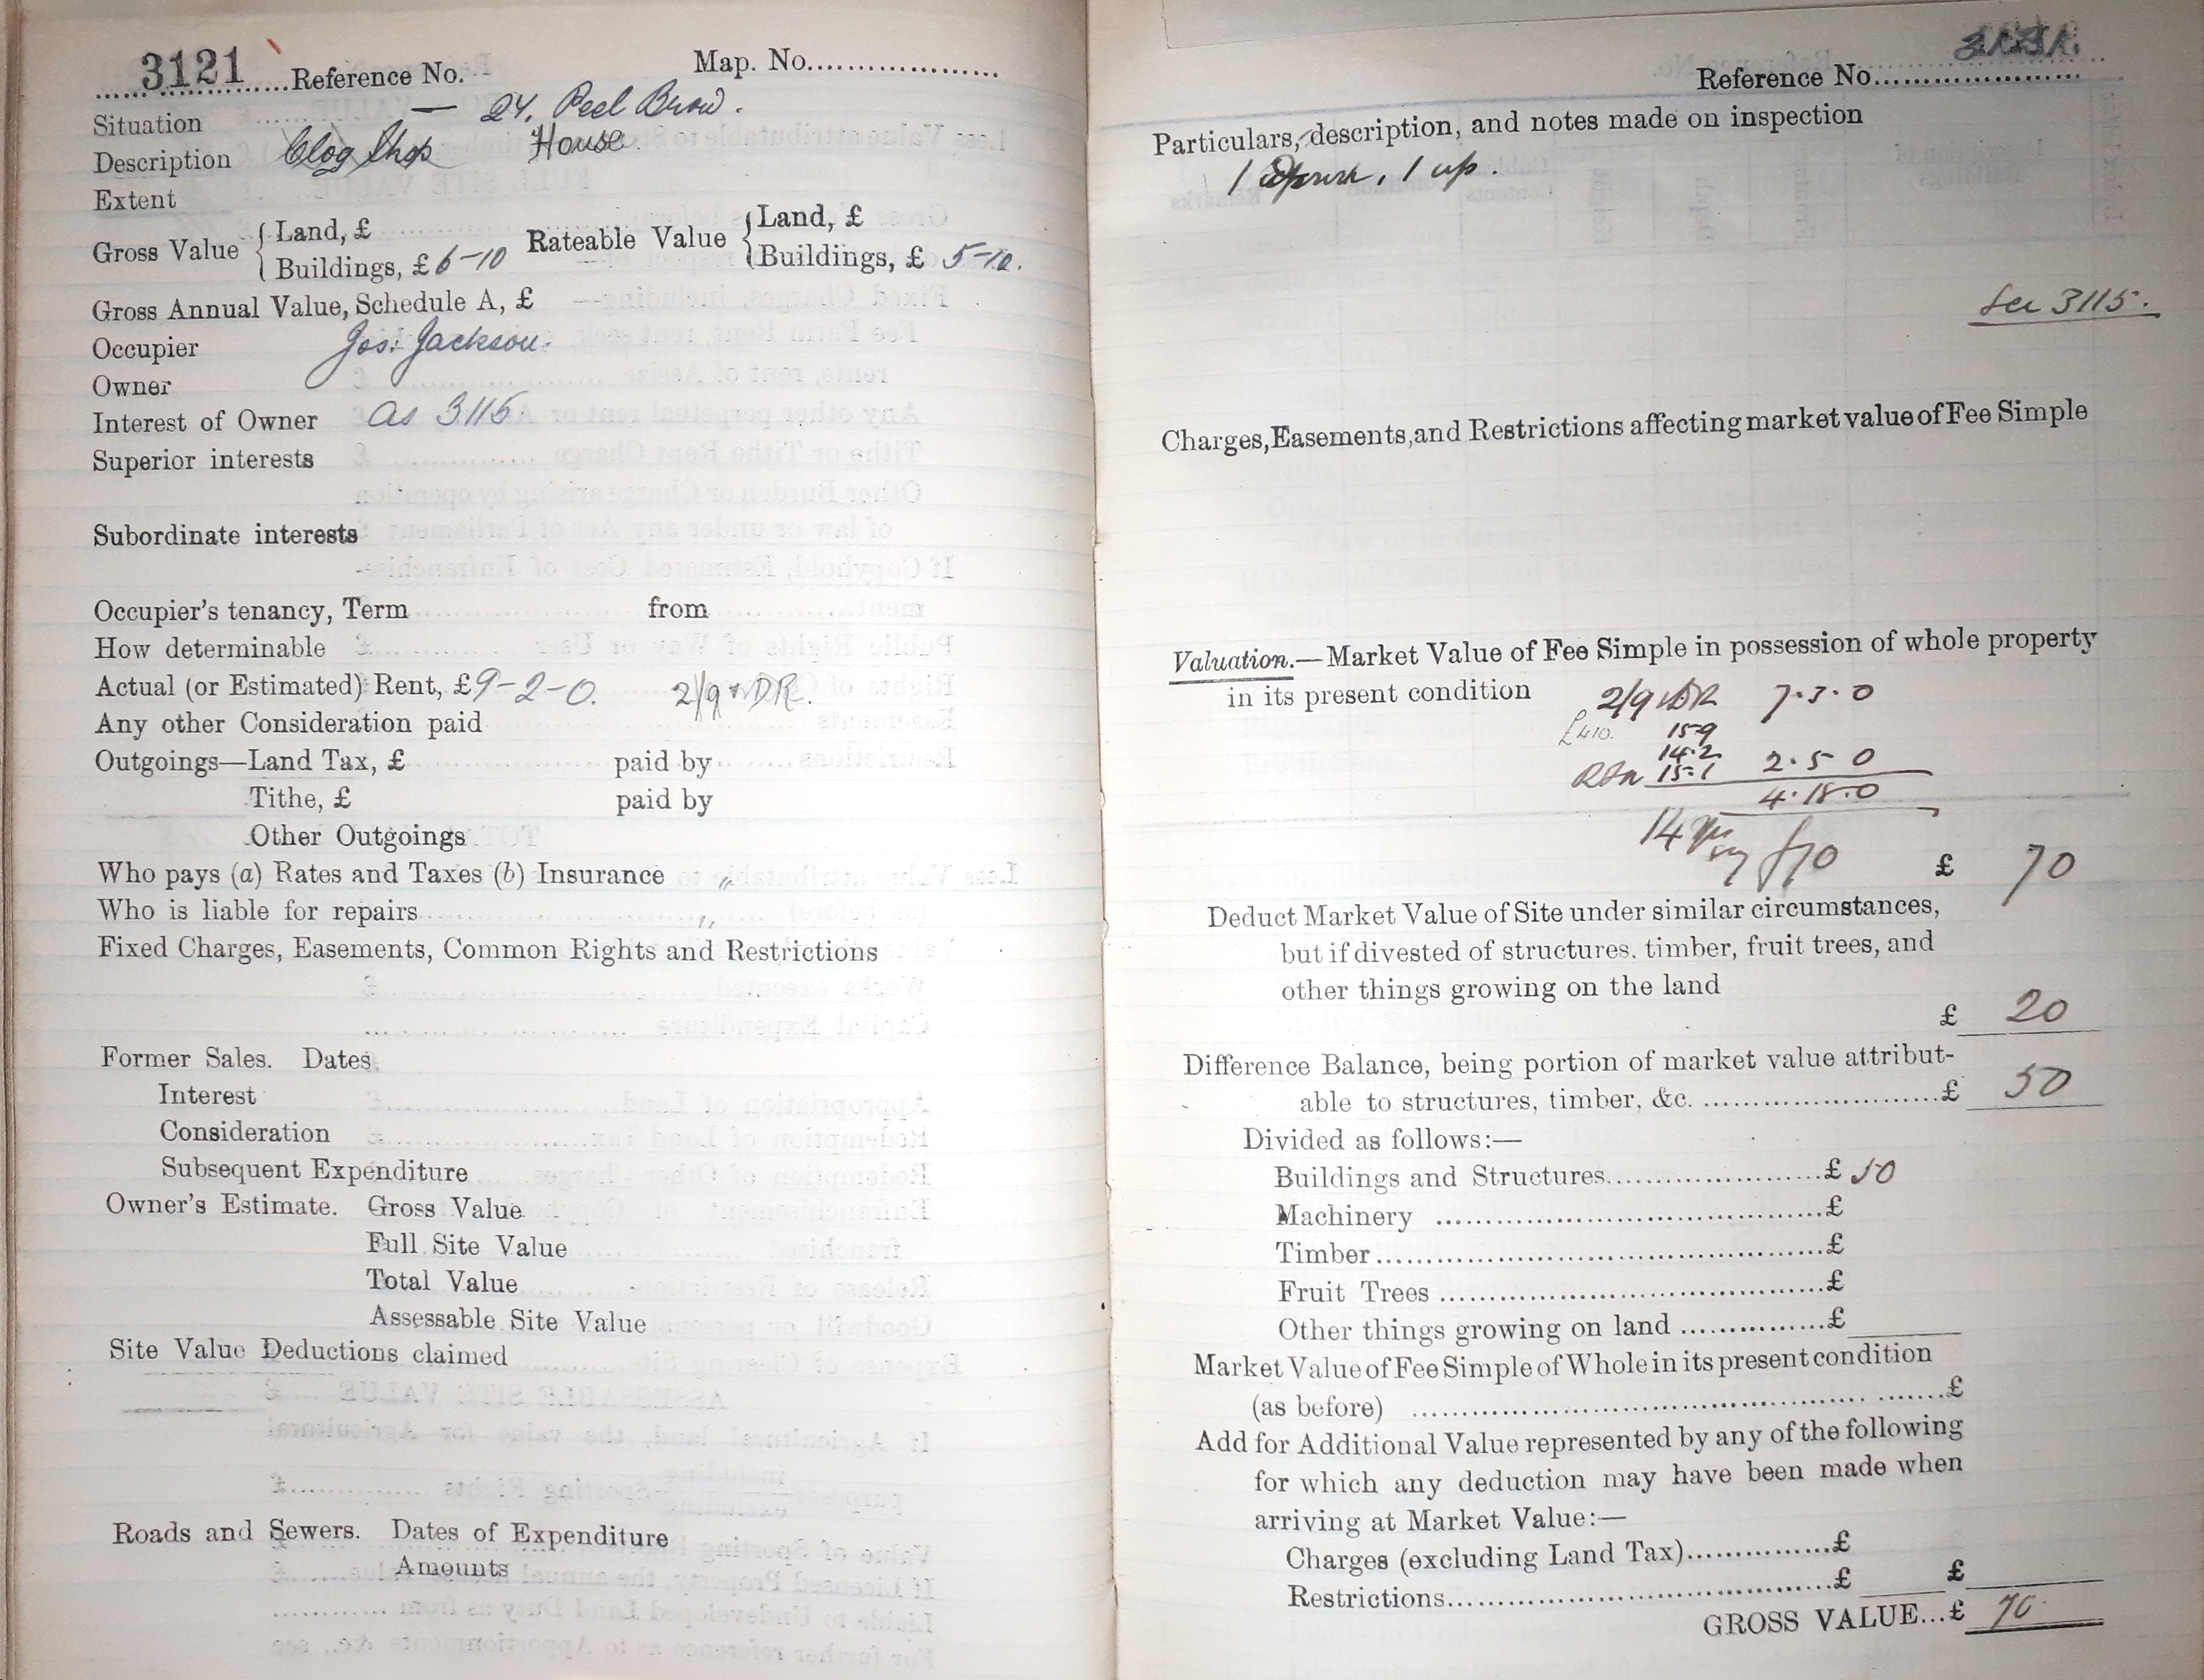 3121 Reference No. Map. No.
Situation — 24, Peel Brow.
Description Clog Shop House
Extent
Gross Value { Land, £ Rateable Value { Land, £
Buildings, £ 6-10 Buildings, £ 5-10.
Gross Annual Value, Schedule A, £
Occupier Jos: Jackson.
Owner
Interest of Owner as 3115
Superior interests
Subordinate interests
Occupier's tenancy, Term from
How determinable
Actual (or Estimated) Rent, £ 9-2-0. 2/9 + DR.
Any other Consideration paid
Outgoings—Land Tax, £ paid by
Tithe, £ paid by
Other Outgoings
Who pays (a) Rates and Taxes (b) Insurance "
Who is liable for repairs "
Fixed Charges, Easements, Common Rights and Restrictions
Former Sales. Dates
Interest
Consideration
Subsequent Expenditure
Owner's Estimate. Gross Value
Full Site Value
Total Value
Assessable Site Value
Site Value Deductions claimed
Roads and Sewers. Dates of Expenditure
Amounts
Reference No.
Particulars, description, and notes made on inspection
1 down, 1 up.
See 3115.
Charges, Easements, and Restrictions affecting market value of Fee Simple
Valuation.—Market Value of Fee Simple in possession of whole property
in its present condition 2/9 DR 7.3.0
£410. 15-9
14.2
15.1 2.5 0
4.18.0
14 £70
£ 70
Deduct Market Value of Site under similar circumstances,
but if divested of structures, timber, fruit trees, and
other things growing on the land
£ 20
Difference Balance, being portion of market value attribut-
able to structures, timber, &c. £ 50
Divided as follows:—
Buildings and Structures £ 50
Machinery £
Timber £
Fruit Trees £
Other things growing on land £
Market Value of Fee Simple of Whole in its present condition
(as before) £
Add for Additional Value represented by any of the following
for which any deduction may have been made when
arriving at Market Value:—
Charges (excluding Land Tax) £
Restrictions £ £
GROSS VALUE...£ 70